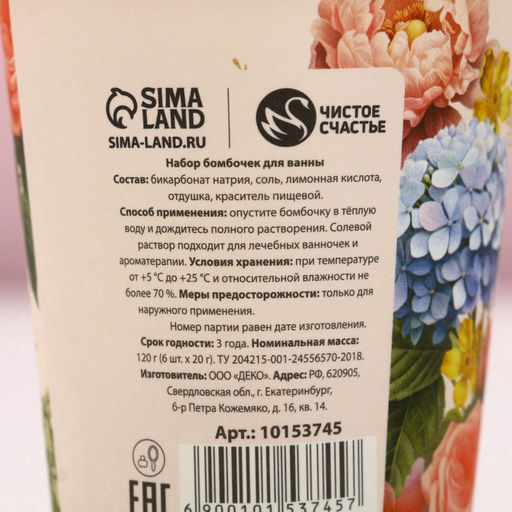 SIMA
LAND
SIMA-LAND.RU
ЧИСТОЕ
СЧАСТЬЕ
Набор бомбочек для ванны
Состав: бикарбонат натрия, соль, лимонная кислота,
отдушка, краситель пищевой.
Способ применения: опустите бомбочку в тёплую
воду и дождитесь полного растворения. Солевой
раствор подходит для лечебных ванночек и
ароматерапии. Условия хранения: при температуре
от +5 °С до +25 °С и относительной влажности не
более 70 %. Меры предосторожности: только для
наружного применения.
Номер партии равен дате изготовления.
Срок годности: 3 года. Номинальная масса:
120 г (6 шт. х 20 г). ТУ 204215-001-24556570-2018.
Изготовитель: ООО «ДЕКО». Адрес: РФ, 620905,
Свердловская обл., г. Екатеринбург,
б-р Петра Кожемяко, д. 16, кв. 14.
Арт.: 10153745
EAC
6 900101 537457